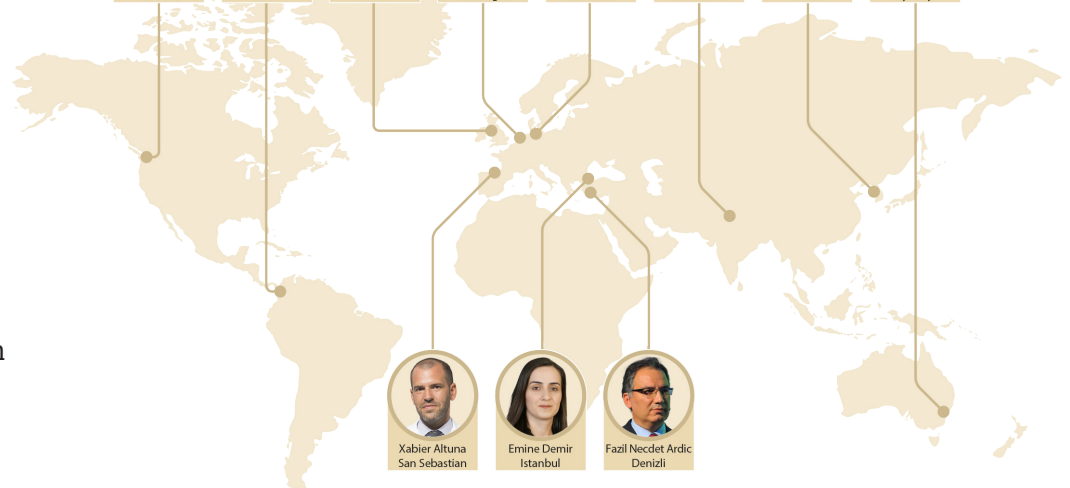 Xabier Altuna
San Sebastian
Emine Demir
Istanbul
Fazil Necdet Ardic
Denizli